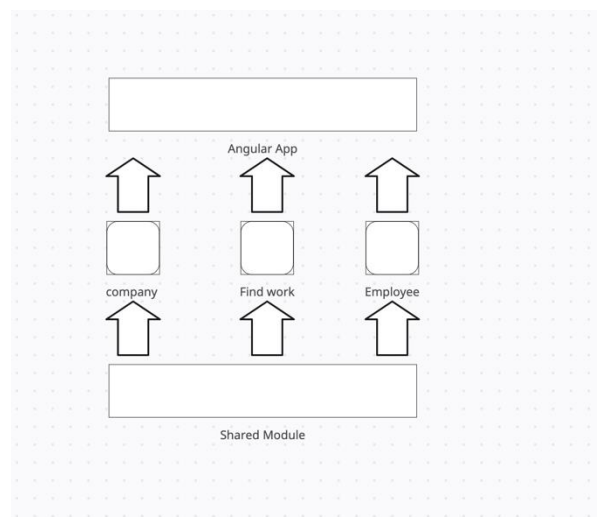 Angular App
company
Find work
Employee
Shared Module